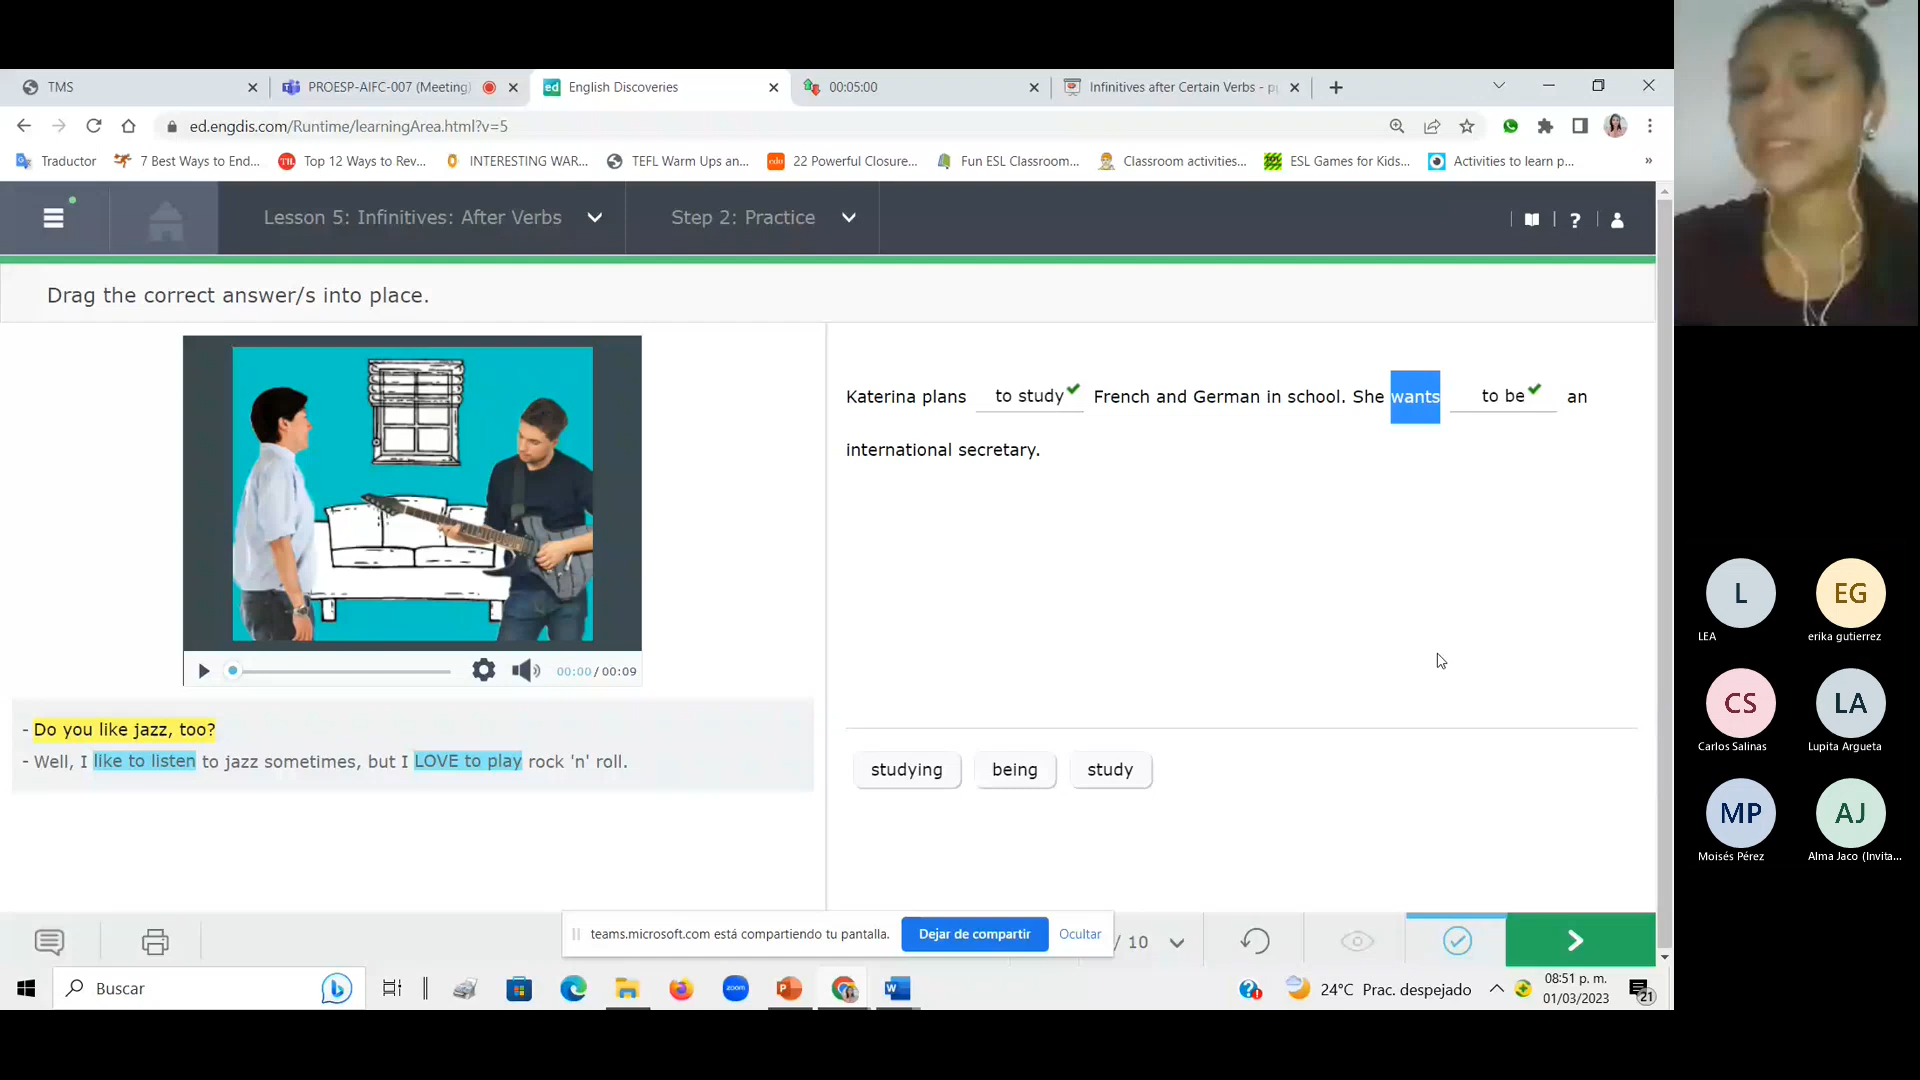 TMS
PROESP-AIFC-007 (Meeting)
English Discoveries
00:05:00
Infinitives after Certain Verbs - p
ed.engdis.com/Runtime/learningArea.html?v=5
Traductor
7 Best Ways to End...
Top 12 Ways to Rev...
INTERESTING WAR...
TEFL Warm Ups an...
22 Powerful Closure...
Fun ESL Classroom...
Classroom activities...
ESL Games for Kids...
Activities to learn p...
»
Lesson 5: Infinitives: After Verbs
Step 2: Practice
?
Drag the correct answer/s into place.
Katerina plans to study French and German in school. She wants to be an
international secretary.
00:00 / 00:09
- Do you like jazz, too?
- Well, I like to listen to jazz sometimes, but I LOVE to play rock 'n' roll.
studying being study
teams.microsoft.com está compartiendo tu pantalla.
Dejar de compartir
Ocultar
/ 10
Buscar
zoom
24°C Prac. despejado
08:51 p. m.
01/03/2023
21
L
LEA
EG
erika gutierrez
CS
Carlos Salinas
LA
Lupita Argueta
MP
Moisés Pérez
AJ
Alma Jaco (Invita...